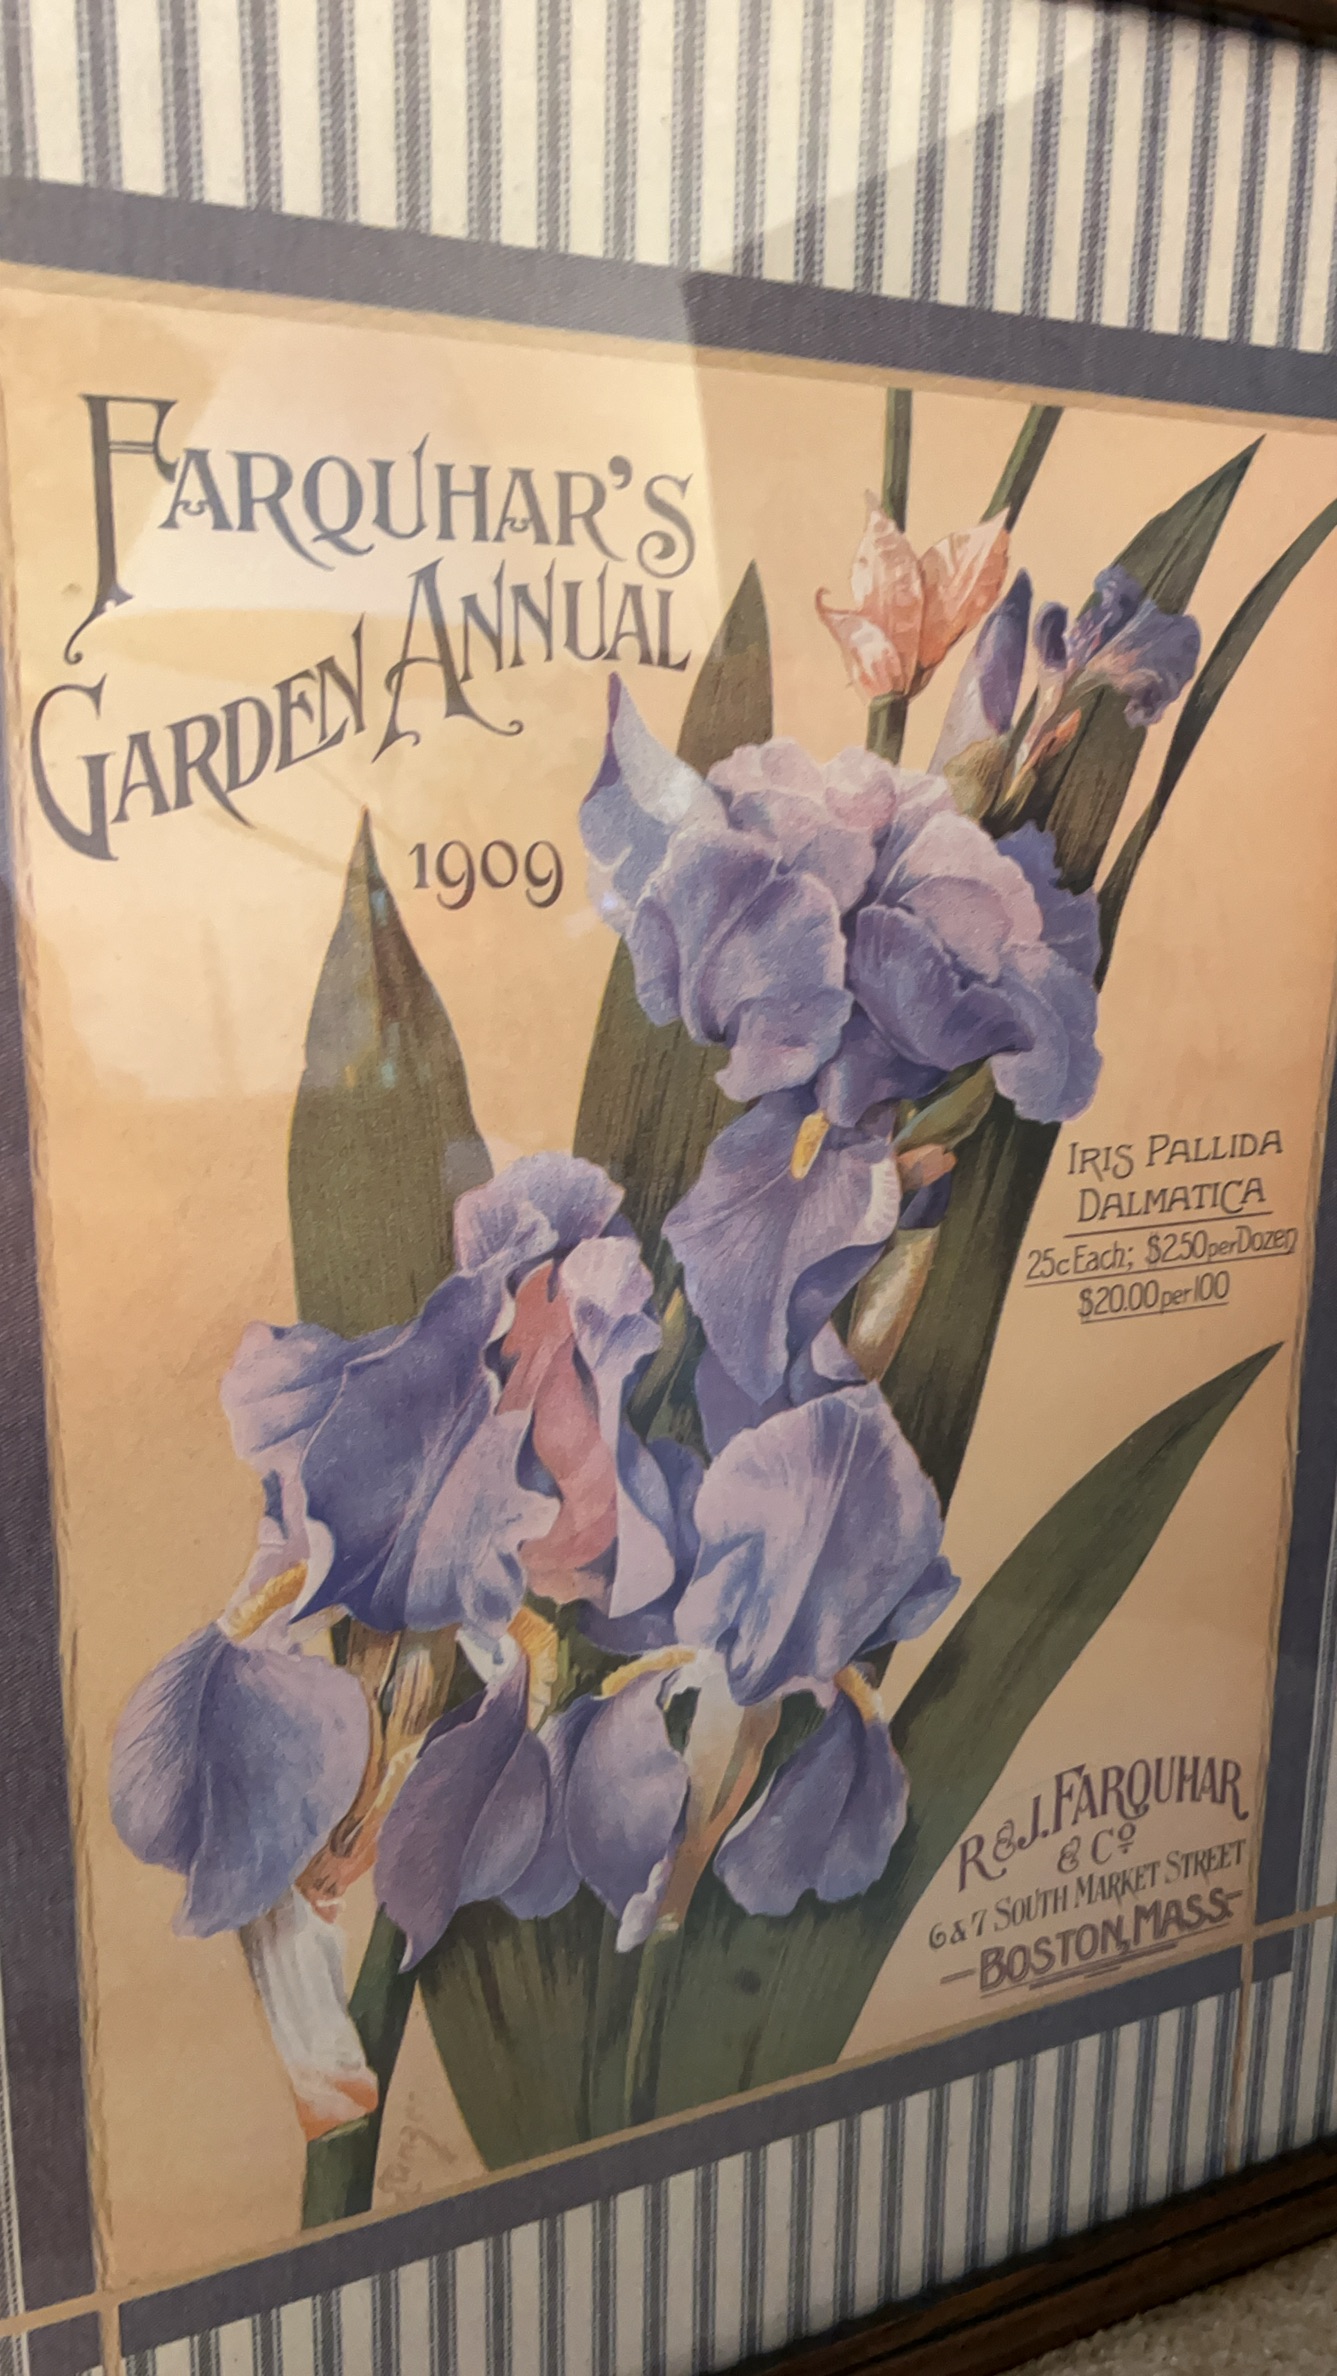 FARQUHAR'S
GARDEN ANNUAL
1909
IRIS PALLIDA
DALMATICA
25c Each; $2.50 per Dozen
$20.00 per 100
R & J. FARQUHAR
& Co
6 & 7 SOUTH MARKET STREET
-BOSTON, MASS-